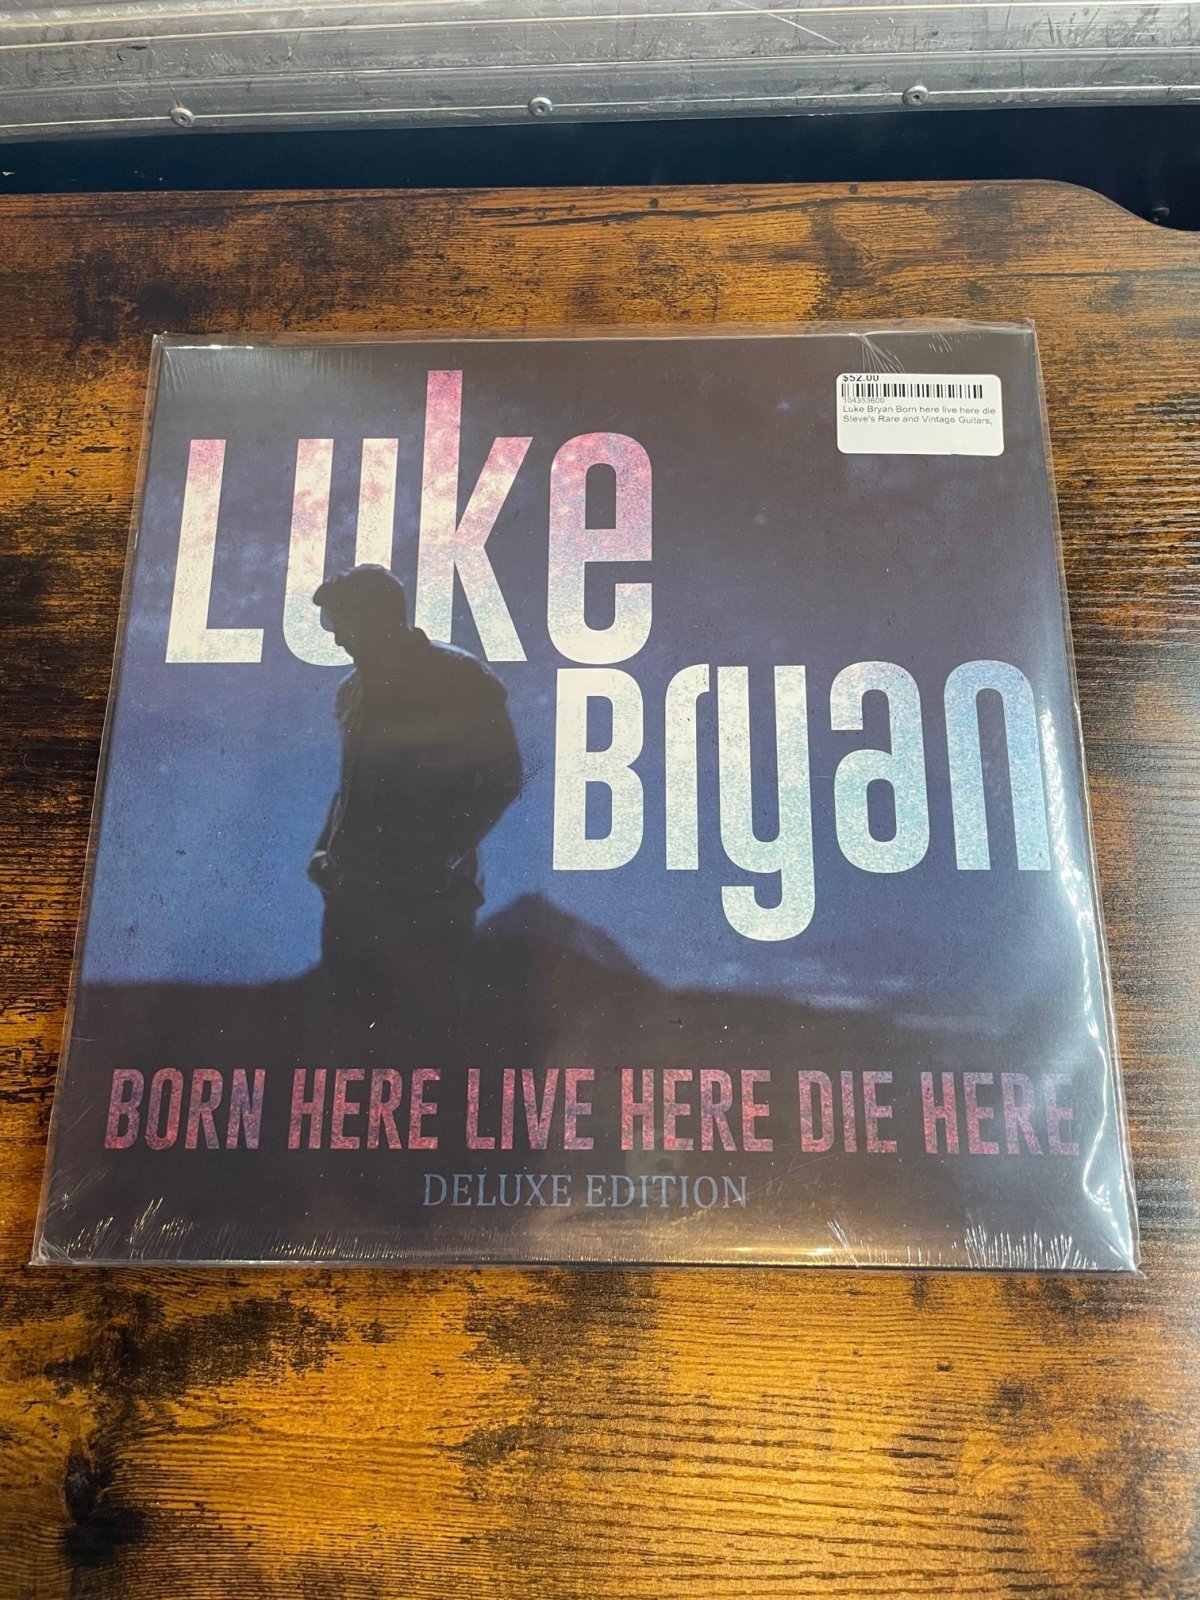 $52.00
104353600
Luke Bryan Born here live here die
Steve's Rare and Vintage Guitars,
Luke
Bryan
BORN HERE LIVE HERE DIE HERE
DELUXE EDITION